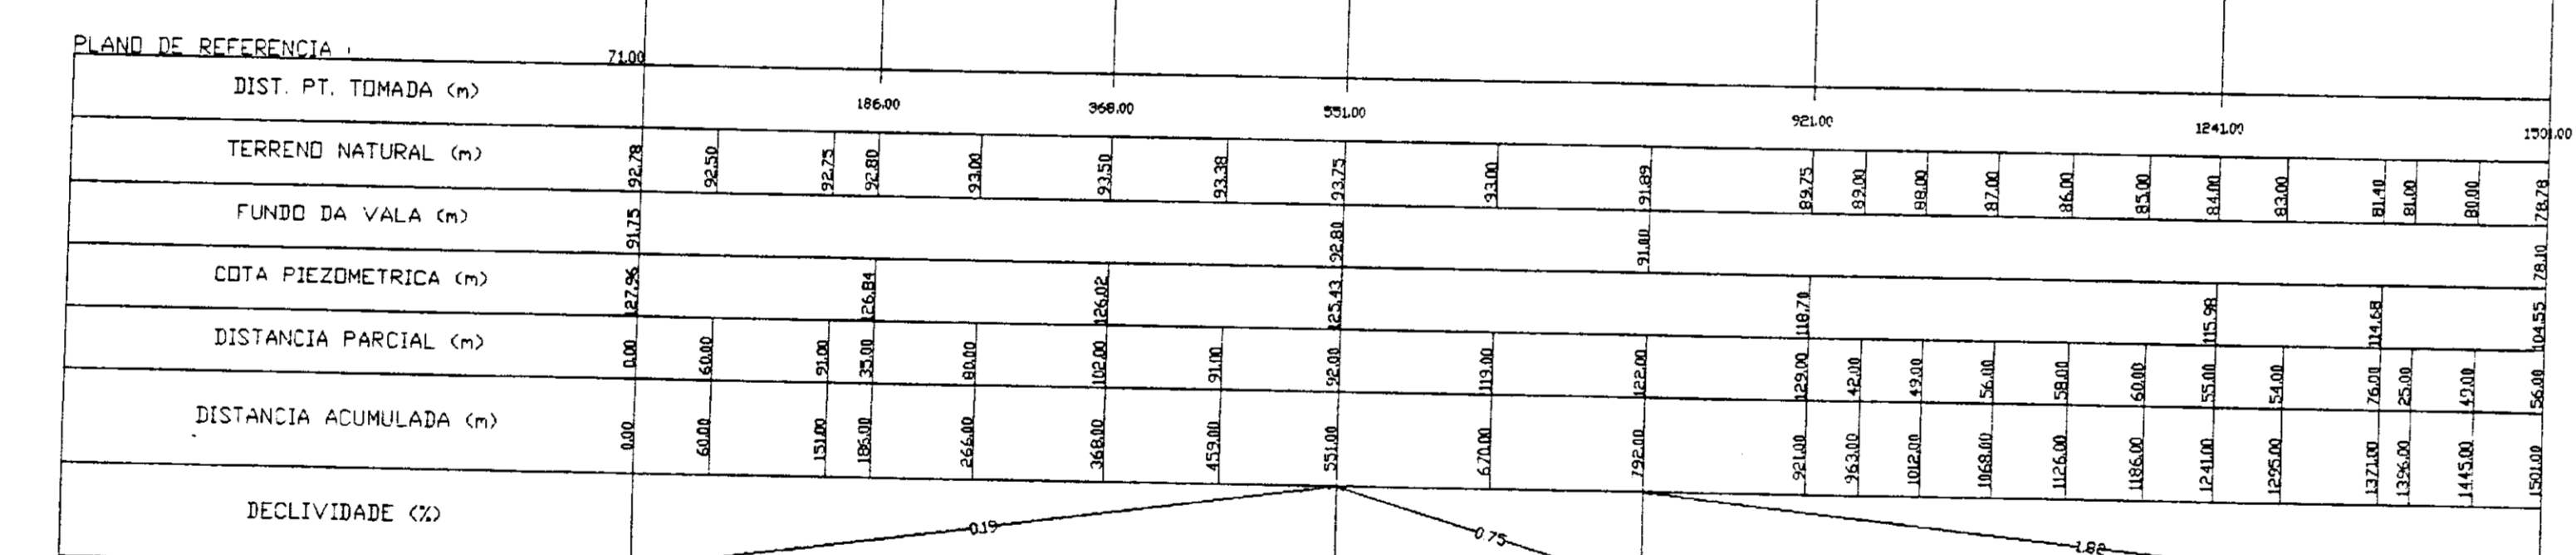 PLANO DE REFERENCIA : 71.00
DIST. PT. TOMADA (m) 186.00 368.00 551.00 921.00 1241.00 1501.00
TERRENO NATURAL (m) 92.78 92.50 92.75 92.80 93.00 93.50 93.38 93.75 93.00 91.89 89.75 89.00 88.00 87.00 86.00 85.00 84.00 83.00 81.40 81.00 80.00 78.78
FUNDO DA VALA (m) 91.75 92.80 91.00 78.10
COTA PIEZOMETRICA (m) 127.96 126.84 126.02 125.43 118.70 115.98 114.68 104.55
DISTANCIA PARCIAL (m) 0.00 60.00 91.00 35.00 80.00 102.00 91.00 92.00 119.00 122.00 129.00 42.00 49.00 56.00 58.00 60.00 55.00 54.00 76.00 25.00 49.00 56.00
DISTANCIA ACUMULADA (m) 0.00 60.00 151.00 186.00 266.00 368.00 459.00 551.00 670.00 792.00 921.00 963.00 1012.00 1068.00 1126.00 1186.00 1241.00 1295.00 1371.00 1396.00 1445.00 1501.00
DECLIVIDADE (%) 0.19 0.75 1.82